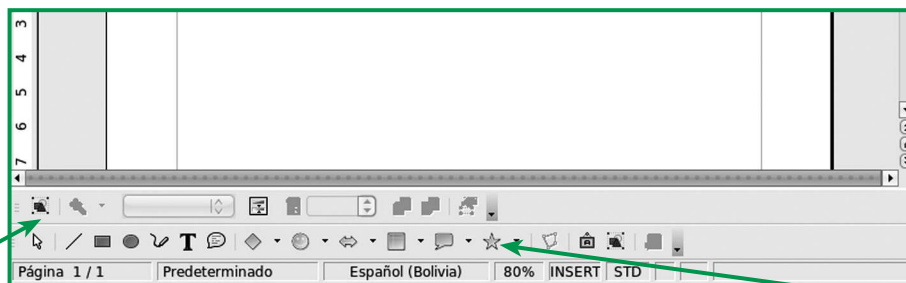 3
4
5
6
7
T
Página 1 / 1 Predeterminado Español (Bolivia) 80% INSERT STD